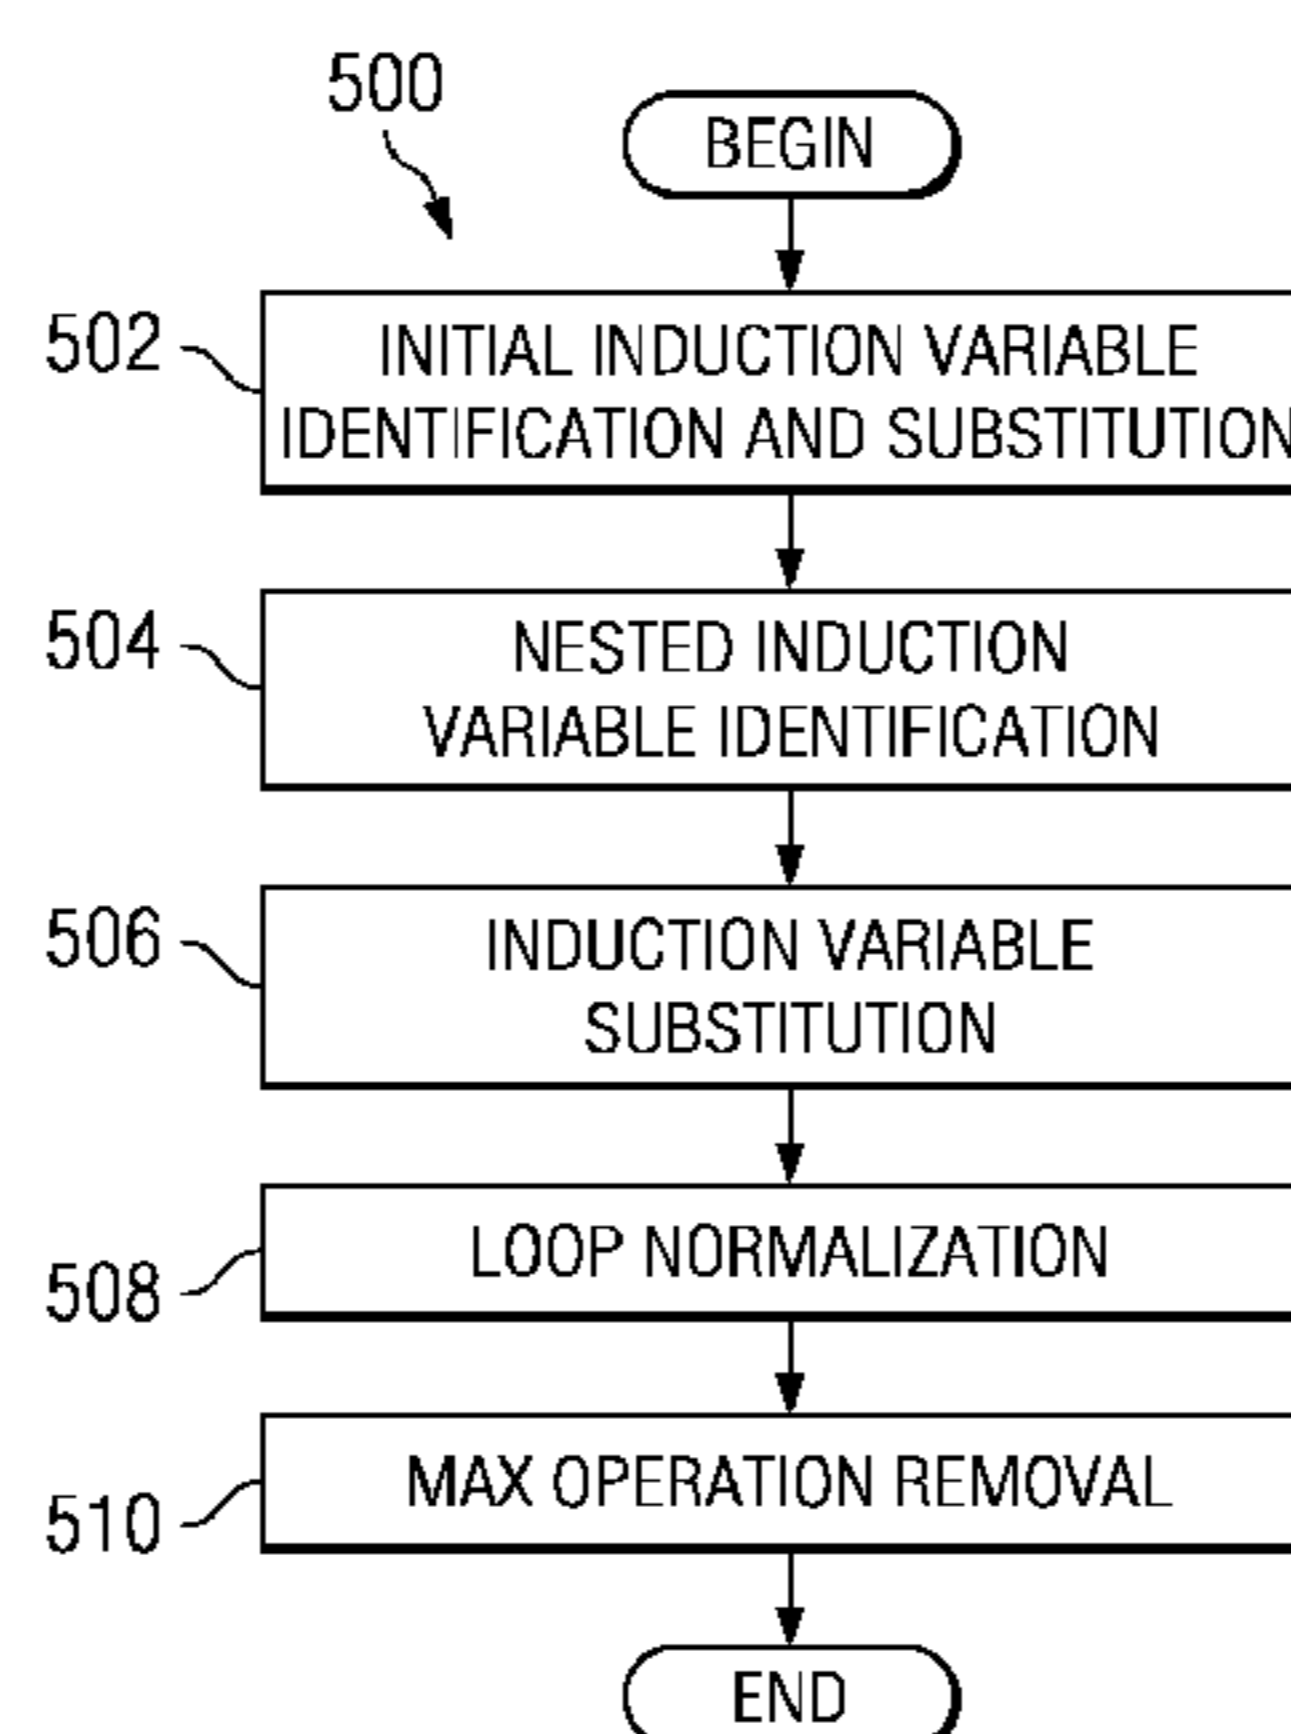 500
BEGIN
502
INITIAL INDUCTION VARIABLE
IDENTIFICATION AND SUBSTITUTION
504
NESTED INDUCTION
VARIABLE IDENTIFICATION
506
INDUCTION VARIABLE
SUBSTITUTION
508
LOOP NORMALIZATION
510
MAX OPERATION REMOVAL
END